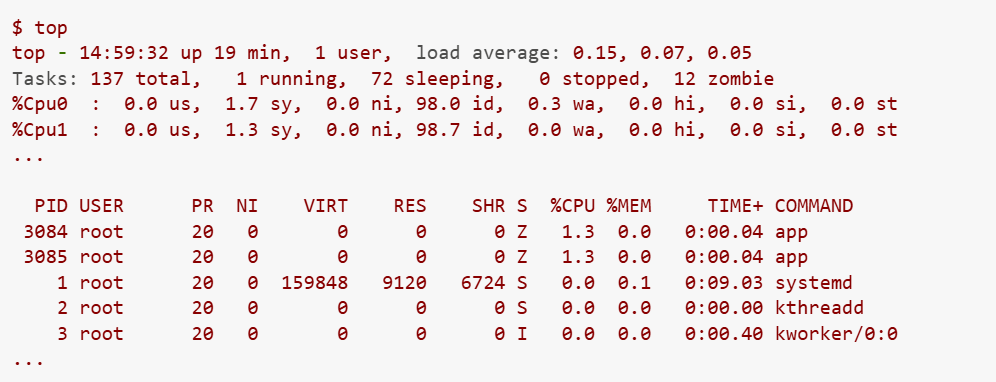 $ top
top - 14:59:32 up 19 min,  1 user,  load average: 0.15, 0.07, 0.05
Tasks: 137 total,   1 running,  72 sleeping,   0 stopped,  12 zombie
%Cpu0  :  0.0 us,  1.7 sy,  0.0 ni, 98.0 id,  0.3 wa,  0.0 hi,  0.0 si,  0.0 st
%Cpu1  :  0.0 us,  1.3 sy,  0.0 ni, 98.7 id,  0.0 wa,  0.0 hi,  0.0 si,  0.0 st
...
  PID USER      PR  NI    VIRT    RES    SHR S  %CPU %MEM     TIME+ COMMAND
 3084 root      20   0       0      0      0 Z   1.3  0.0   0:00.04 app
 3085 root      20   0       0      0      0 Z   1.3  0.0   0:00.04 app
    1 root      20   0  159848   9120   6724 S   0.0  0.1   0:09.03 systemd
    2 root      20   0       0      0      0 S   0.0  0.0   0:00.00 kthreadd
    3 root      20   0       0      0      0 I   0.0  0.0   0:00.40 kworker/0:0
...